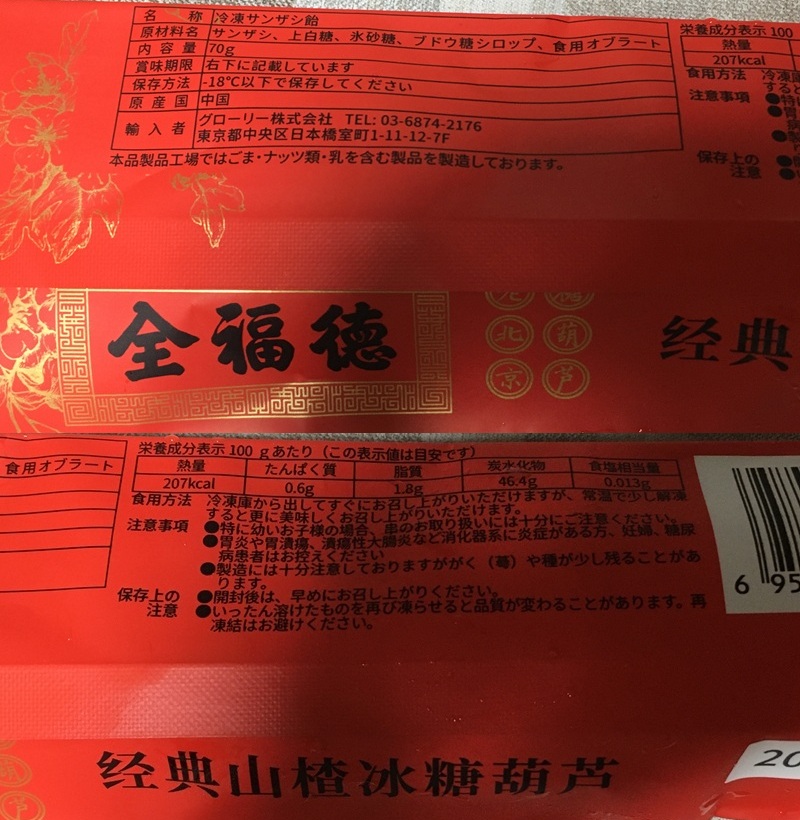 名称 冷凍サンザシ飴
原材料名 サンザシ、上白糖、氷砂糖、ブドウ糖シロップ、食用オブラート
内容量 70g
賞味期限 右下に記載しています
保存方法 -18℃以下で保存してください
原産国 中国
輸入者 グローリー株式会社 TEL: 03-6874-2176
東京都中央区日本橋室町1-11-12-7F
本品製品工場ではごま・ナッツ類・乳を含む製品を製造しております。
栄養成分表示 100
熱量
207kcal
食用方法 冷凍庫
すると
注意事項 ●特に
●胃
●製
保存上の
注意
全福德
北京
葫芦
经典
食用オブラート
栄養成分表示 100 gあたり（この表示値は目安です）
熱量 たんぱく質 脂質 炭水化物 食塩相当量
207kcal 0.6g 1.8g 46.4g 0.013g
食用方法 冷凍庫から出してすぐにお召し上がりいただけますが、常温で少し解凍
すると更に美味しくお召し上がりいただけます。
注意事項 ●特に幼いお子様の場合、串のお取り扱いには十分にご注意ください。
●胃炎や胃潰瘍、潰瘍性大腸炎など消化器系に炎症がある方、妊婦、糖尿
病患者はお控えください
●製造には十分注意しておりますががく（萼）や種が少し残ることがあ
ります。
保存上の ●開封後は、早めにお召し上がりください。
注意 ●いったん溶けたものを再び凍らせると品質が変わることがあります。再
凍結はお避けください。
6 95
经典山楂冰糖葫芦
20